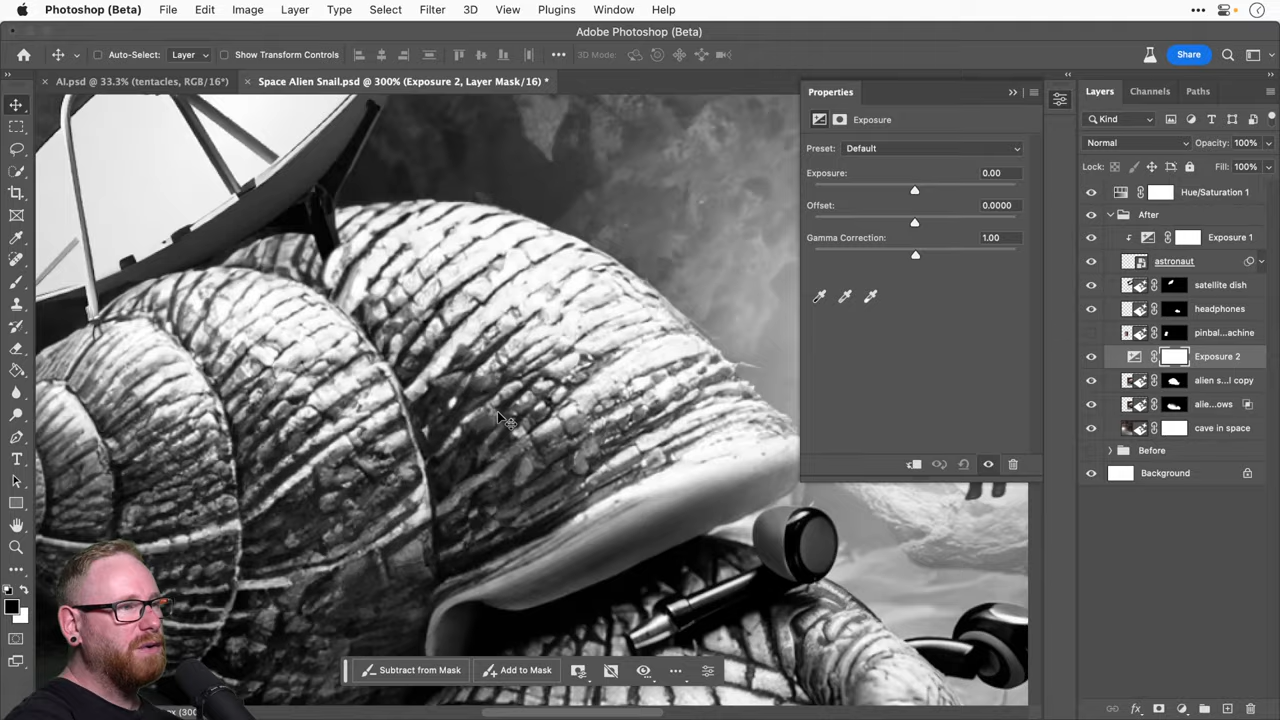 Photoshop (Beta) File Edit Image Layer Type Select Filter 3D View Plugins Window Help
Adobe Photoshop (Beta)
Auto-Select: Layer Show Transform Controls 3D Mode: Share
AI.psd @ 33.3% (tentacles, RGB/16*) Space Alien Snail.psd @ 300% (Exposure 2, Layer Mask/16) *
Properties
Exposure
Preset: Default
Exposure: 0.00
Offset: 0.0000
Gamma Correction: 1.00
Layers Channels Paths
Kind
Normal Opacity: 100%
Lock: Fill: 100%
Hue/Saturation 1
After
Exposure 1
astronaut
satellite dish
headphones
pinbal...achine
Exposure 2
alien s...l copy
alie...ows
cave in space
Before
Background
Subtract from Mask Add to Mask